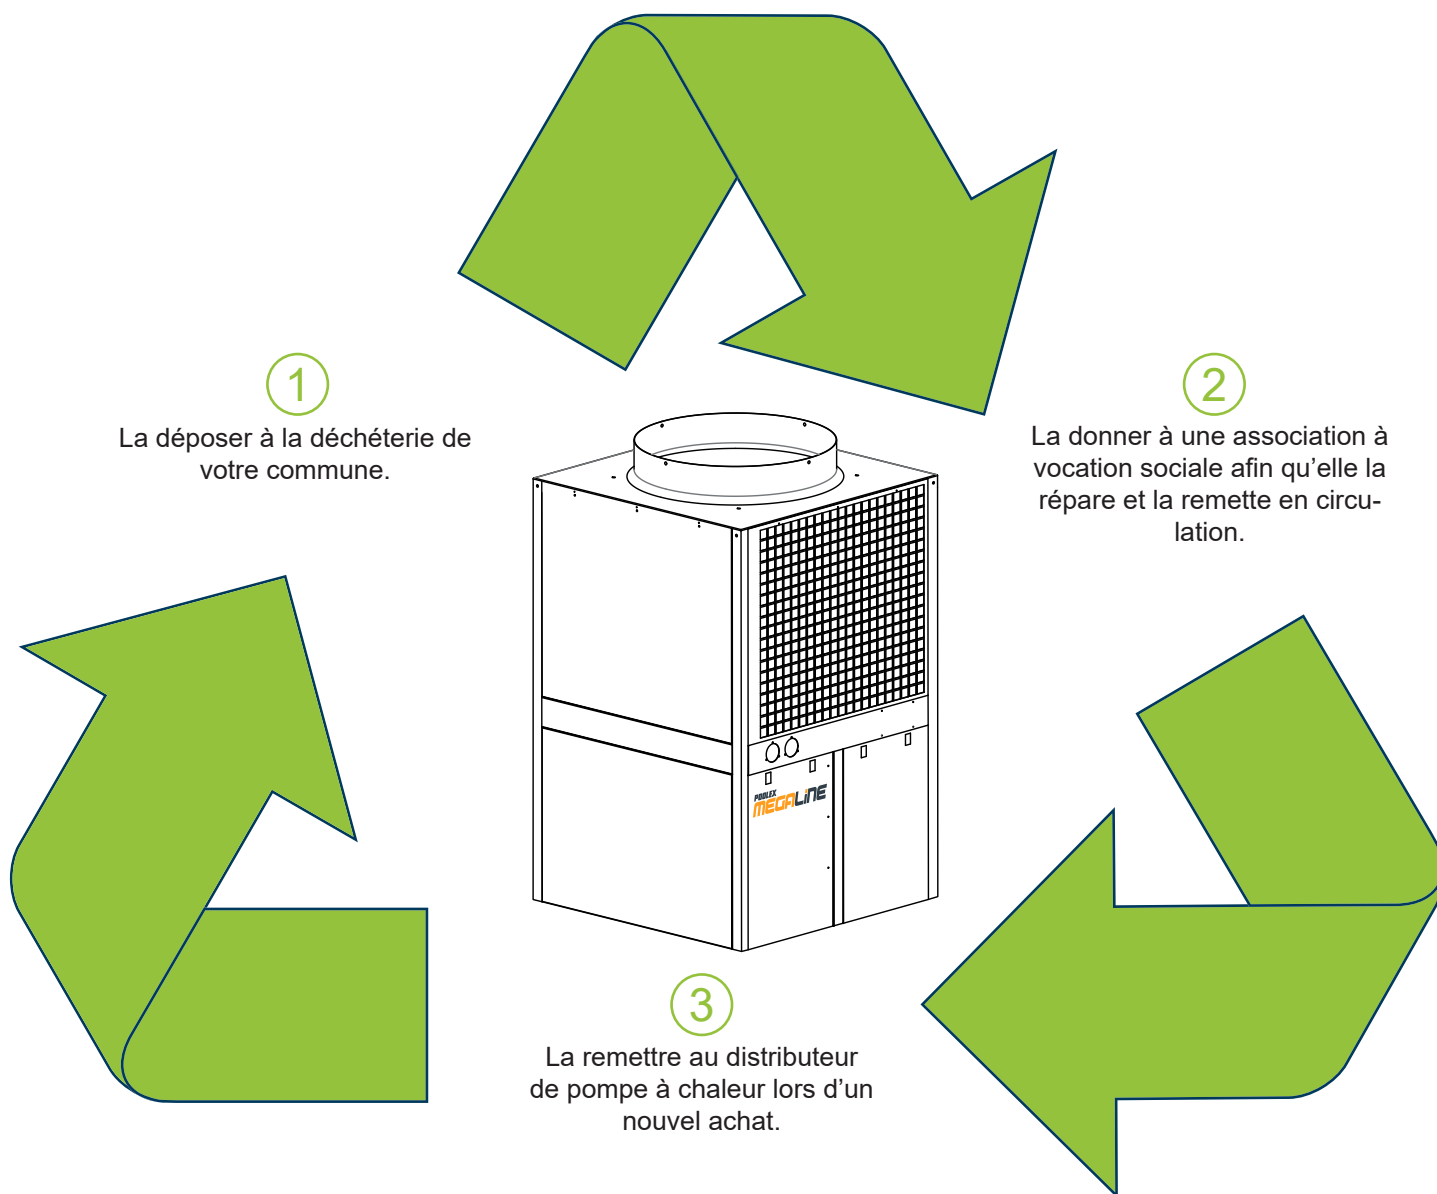 1
La déposer à la déchéterie de
votre commune.
2
La donner à une association à
vocation sociale afin qu’elle la
répare et la remette en circu-
lation.
POOLEX
MEGALiNE
3
La remettre au distributeur
de pompe à chaleur lors d’un
nouvel achat.